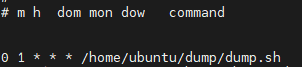 # m h  dom mon dow   command
0 1 * * * /home/ubuntu/dump/dump.sh